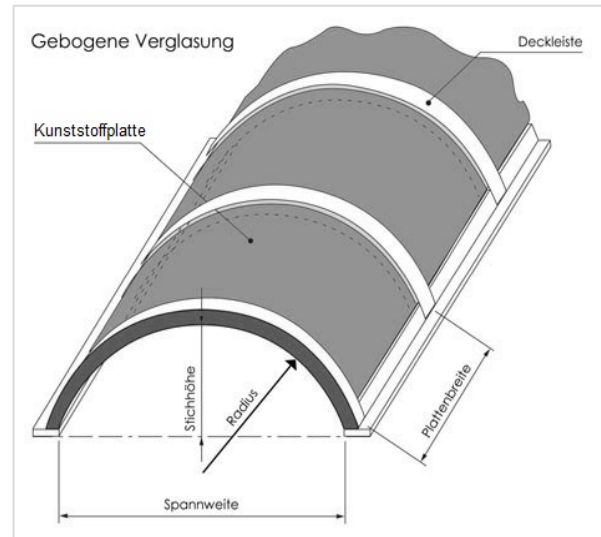 Gebogene Verglasung
Deckleiste
Kunststoffplatte
Stichhöhe
Radius
Plattenbreite
Spannweite